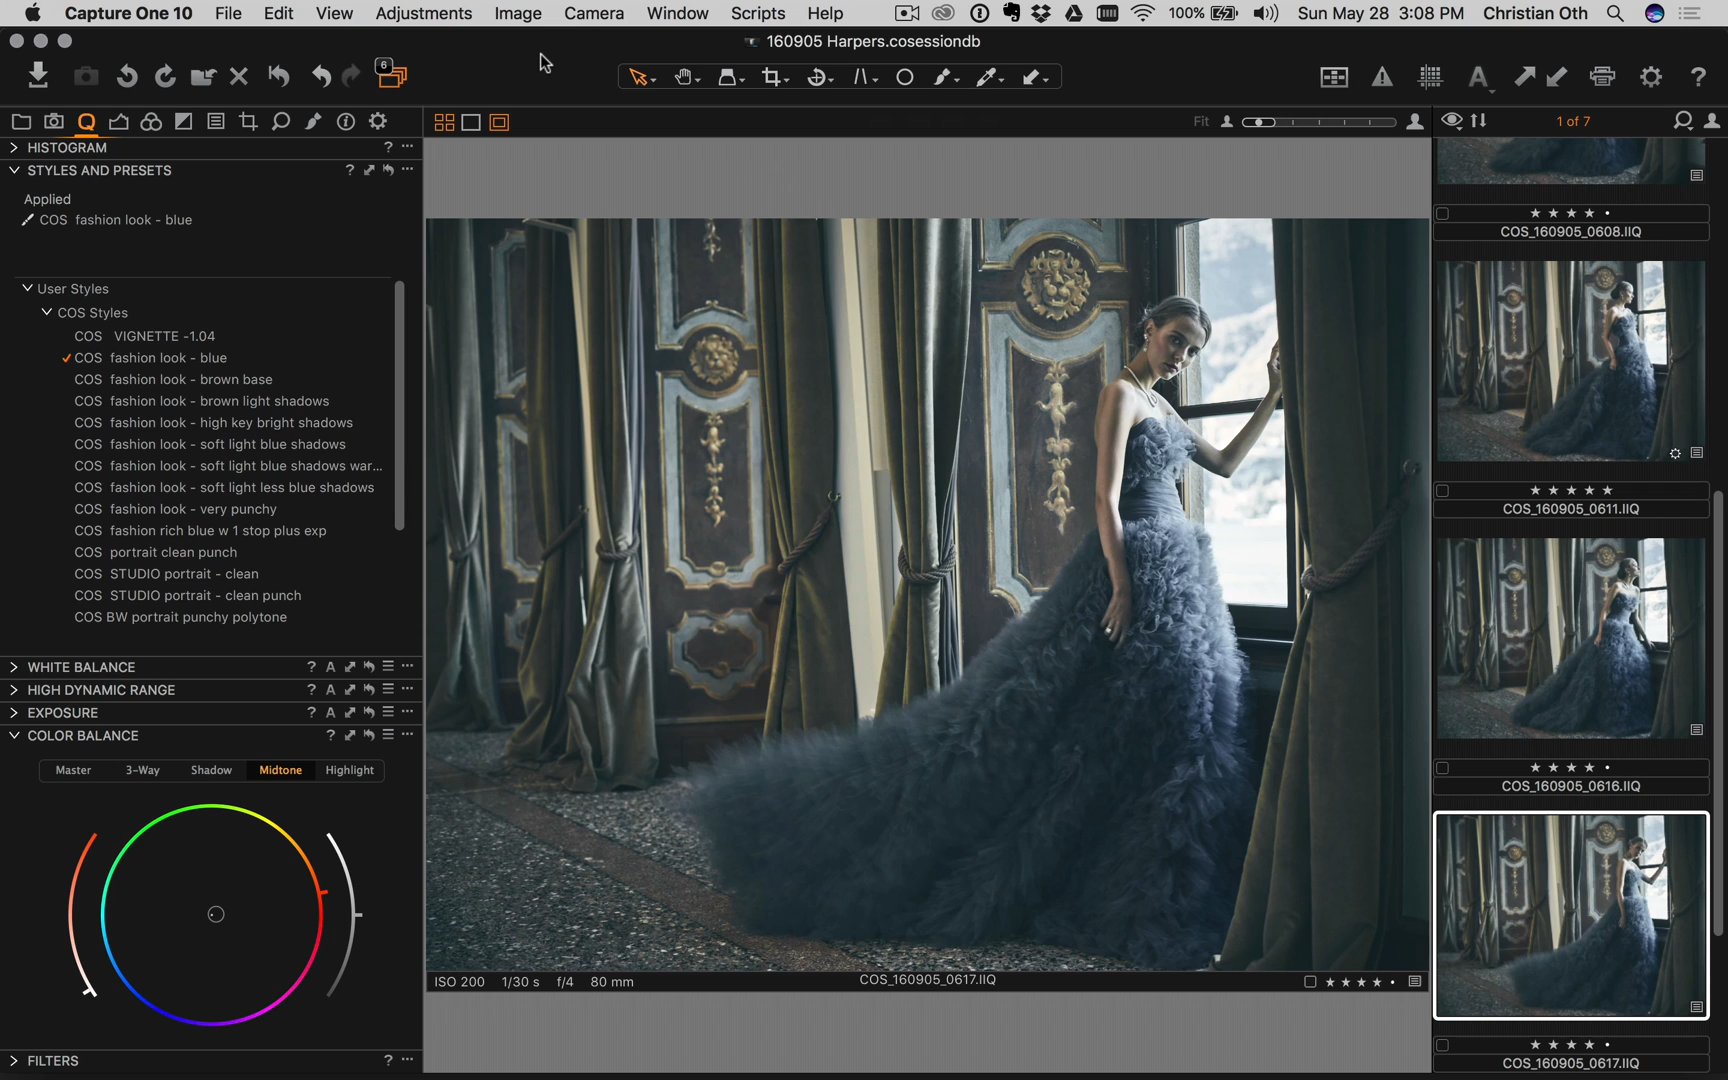 Capture One 10 File Edit View Adjustments Image Camera Window Scripts Help 100% Sun May 28 3:08 PM Christian Oth
160905 Harpers.cosessiondb
6
A
?
Fit
1 of 7
HISTOGRAM ?
STYLES AND PRESETS ?
Applied
COS fashion look - blue
User Styles
COS Styles
COS VIGNETTE -1.04
COS fashion look - blue
COS fashion look - brown base
COS fashion look - brown light shadows
COS fashion look - high key bright shadows
COS fashion look - soft light blue shadows
COS fashion look - soft light blue shadows war...
COS fashion look - soft light less blue shadows
COS fashion look - very punchy
COS fashion rich blue w 1 stop plus exp
COS portrait clean punch
COS STUDIO portrait - clean
COS STUDIO portrait - clean punch
COS BW portrait punchy polytone
WHITE BALANCE ? A
HIGH DYNAMIC RANGE ? A
EXPOSURE ? A
COLOR BALANCE ?
Master 3-Way Shadow Midtone Highlight
FILTERS ?
ISO 200 1/30 s f/4 80 mm COS_160905_0617.IIQ
COS_160905_0608.IIQ
COS_160905_0611.IIQ
COS_160905_0616.IIQ
COS_160905_0617.IIQ